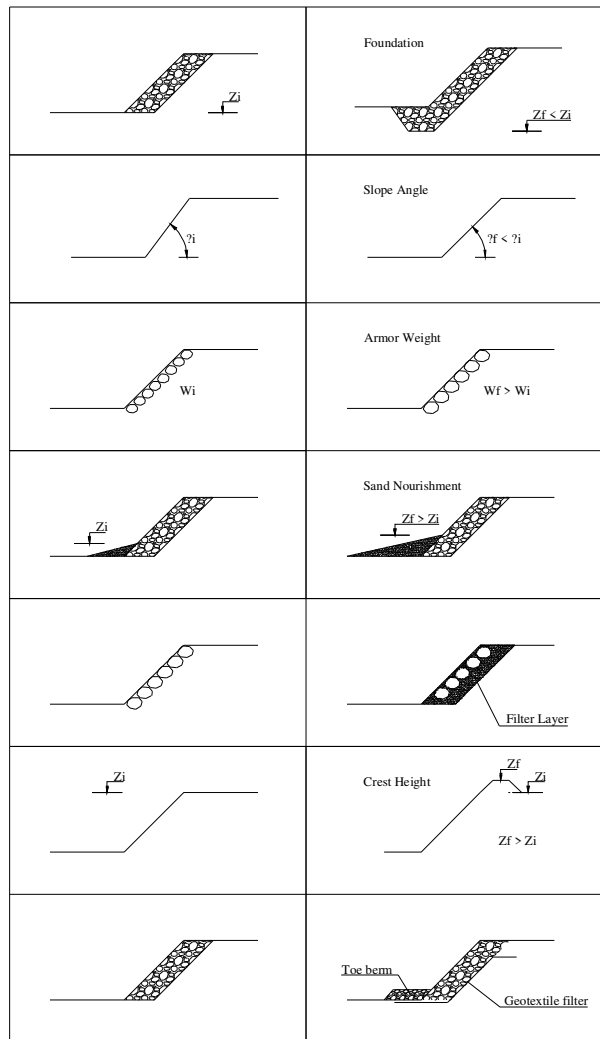 Zi
Foundation
Zf < Zi
?i
Slope Angle
?f < ?i
Wi
Armor Weight
Wf > Wi
Zi
Sand Nourishment
Zf > Zi
Filter Layer
Zi
Crest Height
Zf
Zi
Zf > Zi
Toe berm
Geotextile filter